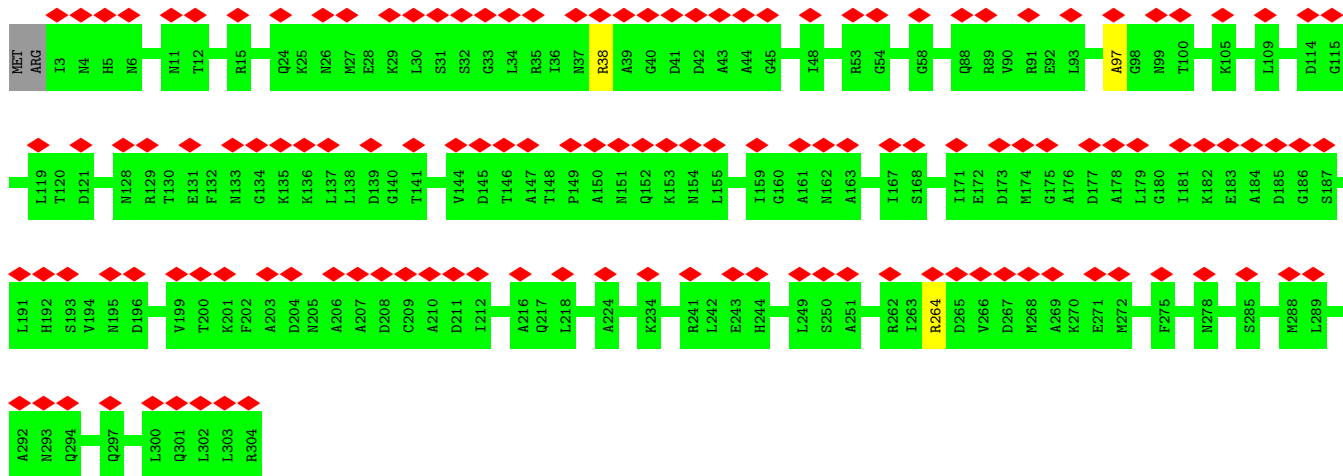 MET ARG I3 N4 H5 N6 N11 T12 R15 Q24 K25 N26 M27 E28 K29 L30 S31 S32 G33 L34 R35 I36 N37 R38 A39 G40 D41 D42 A43 A44 G45 I48 R53 G54 G58 Q88 R89 V90 R91 E92 L93 A97 G98 N99 T100 K105 L109 D114 G115
L119 T120 D121 N128 R129 T130 E131 F132 N133 G134 K135 K136 L137 L138 D139 G140 T141 V144 D145 T146 A147 T148 P149 A150 N151 Q152 K153 N154 L155 I159 G160 A161 N162 A163 I167 S168 I171 E172 D173 M174 G175 A176 D177 A178 L179 G180 I181 K182 E183 A184 D185 G186 S187
L191 H192 S193 V194 N195 D196 V199 T200 K201 F202 A203 D204 N205 A206 A207 D208 C209 A210 D211 I212 A216 Q217 L218 A224 K234 R241 L242 E243 H244 L249 S250 A251 R262 I263 R264 D265 V266 D267 M268 A269 K270 E271 M272 F275 N278 S285 M288 L289
A292 N293 Q294 Q297 L300 Q301 L302 L303 R304